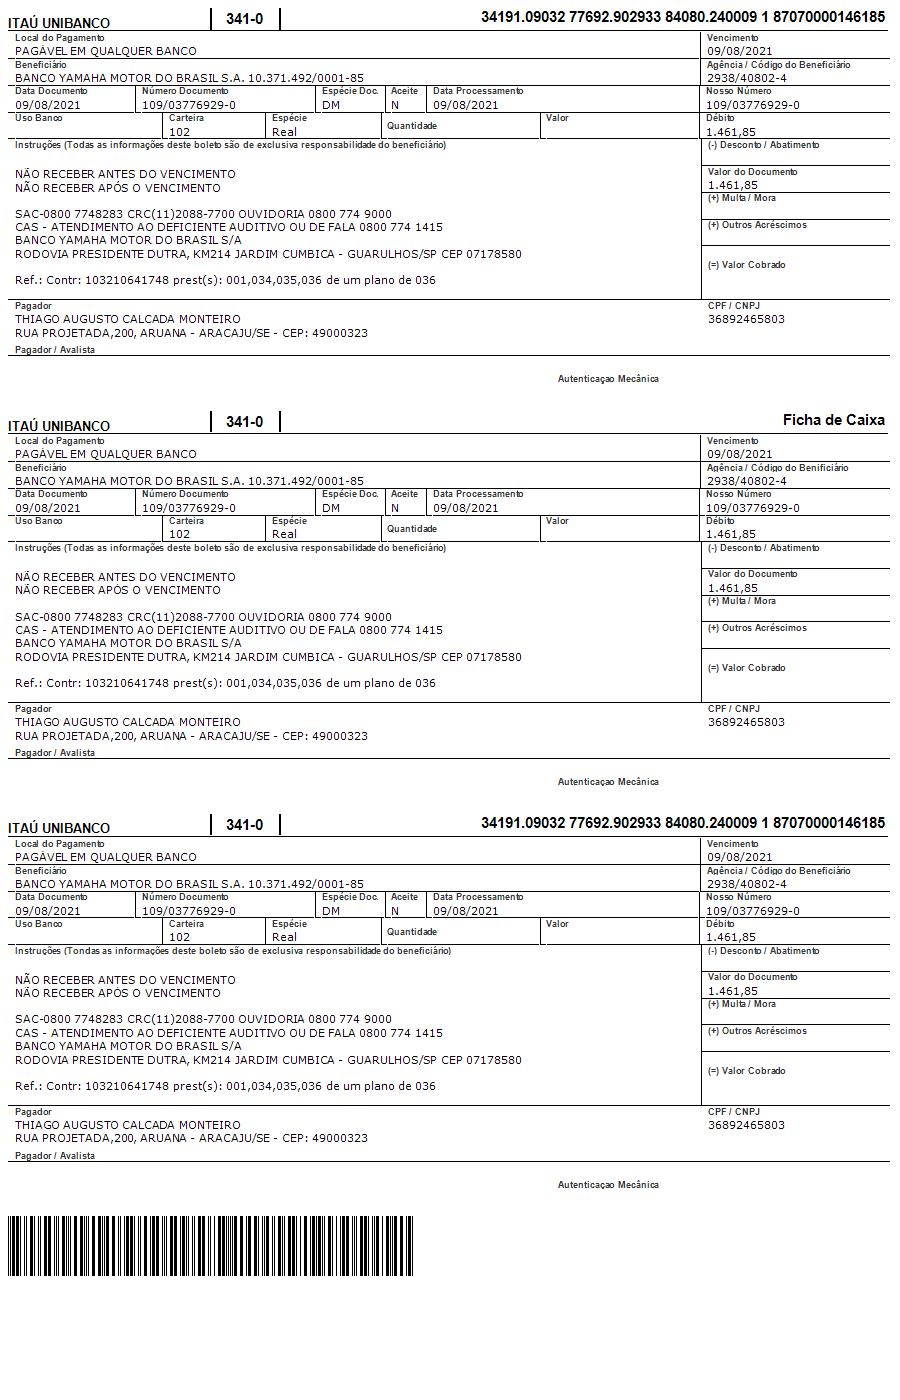 ITAÚ UNIBANCO 341-0 34191.09032 77692.902933 84080.240009 1 87070000146185
Local do Pagamento Vencimento
PAGÁVEL EM QUALQUER BANCO 09/08/2021
Beneficiário Agência / Código do Beneficiário
BANCO YAMAHA MOTOR DO BRASIL S.A. 10.371.492/0001-85 2938/40802-4
Data Documento Número Documento Espécie Doc. Aceite Data Processamento Nosso Número
09/08/2021 109/03776929-0 DM N 09/08/2021 109/03776929-0
Uso Banco Carteira Espécie Quantidade Valor Débito
102 Real 1.461,85
Instruções (Todas as informações deste boleto são de exclusiva responsabilidade do beneficiário) (-) Desconto / Abatimento
NÃO RECEBER ANTES DO VENCIMENTO Valor do Documento
NÃO RECEBER APÓS O VENCIMENTO 1.461,85
(+) Multa / Mora
SAC-0800 7748283 CRC(11)2088-7700 OUVIDORIA 0800 774 9000
CAS - ATENDIMENTO AO DEFICIENTE AUDITIVO OU DE FALA 0800 774 1415 (+) Outros Acréscimos
BANCO YAMAHA MOTOR DO BRASIL S/A
RODOVIA PRESIDENTE DUTRA, KM214 JARDIM CUMBICA - GUARULHOS/SP CEP 07178580
(=) Valor Cobrado
Ref.: Contr: 103210641748 prest(s): 001,034,035,036 de um plano de 036
Pagador CPF / CNPJ
THIAGO AUGUSTO CALCADA MONTEIRO 36892465803
RUA PROJETADA,200, ARUANA - ARACAJU/SE - CEP: 49000323
Pagador / Avalista
Autenticaçao Mecânica
ITAÚ UNIBANCO 341-0 Ficha de Caixa
Local do Pagamento Vencimento
PAGÁVEL EM QUALQUER BANCO 09/08/2021
Beneficiário Agência / Código do Benificiário
BANCO YAMAHA MOTOR DO BRASIL S.A. 10.371.492/0001-85 2938/40802-4
Data Documento Número Documento Espécie Doc. Aceite Data Processamento Nosso Número
09/08/2021 109/03776929-0 DM N 09/08/2021 109/03776929-0
Uso Banco Carteira Espécie Quantidade Valor Débito
102 Real 1.461,85
Instruções (Todas as informações deste boleto são de exclusiva responsabilidade do beneficiário) (-) Desconto / Abatimento
NÃO RECEBER ANTES DO VENCIMENTO Valor do Documento
NÃO RECEBER APÓS O VENCIMENTO 1.461,85
(+) Multa / Mora
SAC-0800 7748283 CRC(11)2088-7700 OUVIDORIA 0800 774 9000
CAS - ATENDIMENTO AO DEFICIENTE AUDITIVO OU DE FALA 0800 774 1415 (+) Outros Acréscimos
BANCO YAMAHA MOTOR DO BRASIL S/A
RODOVIA PRESIDENTE DUTRA, KM214 JARDIM CUMBICA - GUARULHOS/SP CEP 07178580
(=) Valor Cobrado
Ref.: Contr: 103210641748 prest(s): 001,034,035,036 de um plano de 036
Pagador CPF / CNPJ
THIAGO AUGUSTO CALCADA MONTEIRO 36892465803
RUA PROJETADA,200, ARUANA - ARACAJU/SE - CEP: 49000323
Pagador / Avalista
Autenticaçao Mecânica
ITAÚ UNIBANCO 341-0 34191.09032 77692.902933 84080.240009 1 87070000146185
Local do Pagamento Vencimento
PAGÁVEL EM QUALQUER BANCO 09/08/2021
Beneficiário Agência / Código do Beneficiário
BANCO YAMAHA MOTOR DO BRASIL S.A. 10.371.492/0001-85 2938/40802-4
Data Documento Número Documento Espécie Doc. Aceite Data Processamento Nosso Número
09/08/2021 109/03776929-0 DM N 09/08/2021 109/03776929-0
Uso Banco Carteira Espécie Quantidade Valor Débito
102 Real 1.461,85
Instruções (Tondas as informações deste boleto são de exclusiva responsabilidade do beneficiário) (-) Desconto / Abatimento
NÃO RECEBER ANTES DO VENCIMENTO Valor do Documento
NÃO RECEBER APÓS O VENCIMENTO 1.461,85
(+) Multa / Mora
SAC-0800 7748283 CRC(11)2088-7700 OUVIDORIA 0800 774 9000
CAS - ATENDIMENTO AO DEFICIENTE AUDITIVO OU DE FALA 0800 774 1415 (+) Outros Acréscimos
BANCO YAMAHA MOTOR DO BRASIL S/A
RODOVIA PRESIDENTE DUTRA, KM214 JARDIM CUMBICA - GUARULHOS/SP CEP 07178580
(=) Valor Cobrado
Ref.: Contr: 103210641748 prest(s): 001,034,035,036 de um plano de 036
Pagador CPF / CNPJ
THIAGO AUGUSTO CALCADA MONTEIRO 36892465803
RUA PROJETADA,200, ARUANA - ARACAJU/SE - CEP: 49000323
Pagador / Avalista
Autenticaçao Mecânica